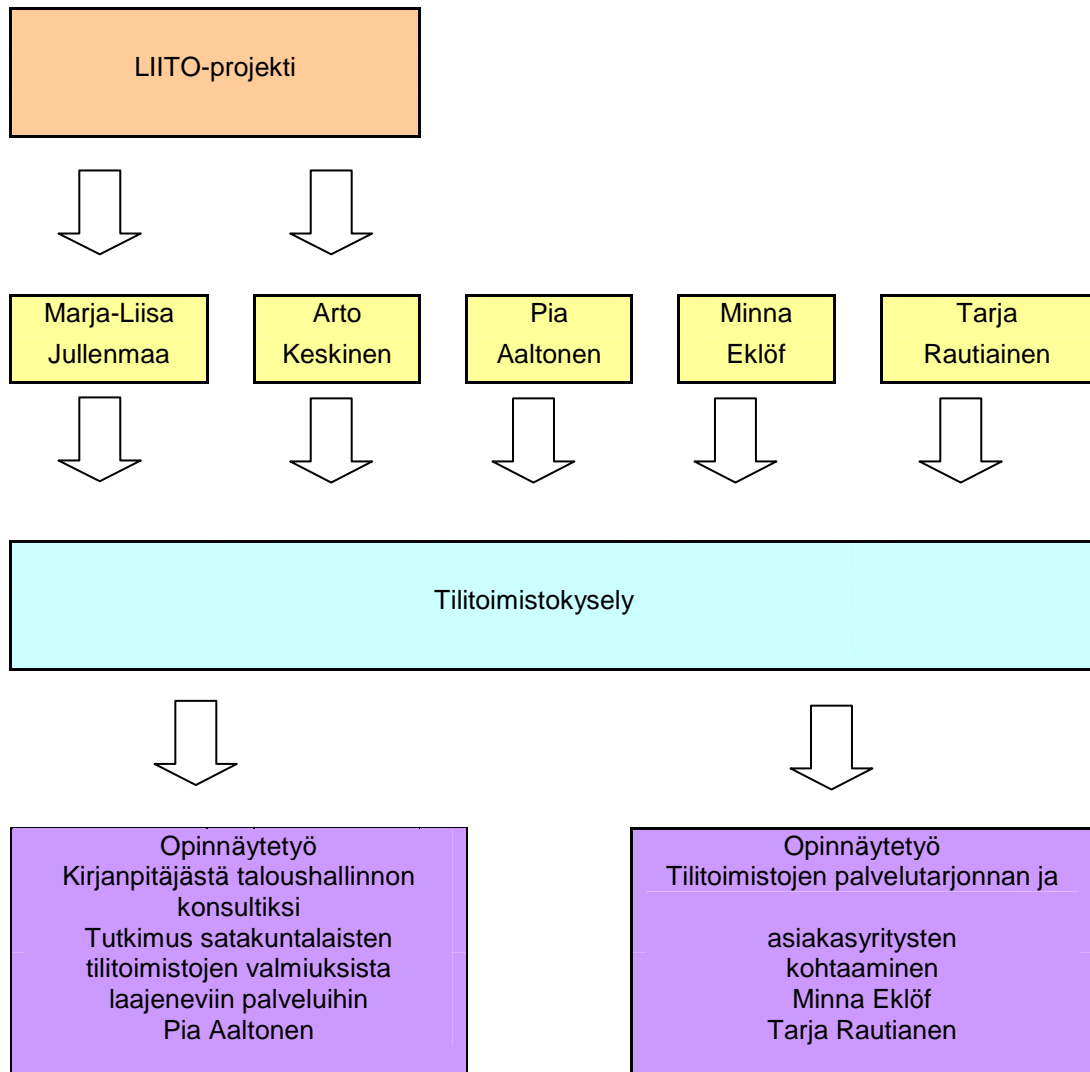 LIITO-projekti
Marja-Liisa
Jullenmaa
Arto
Keskinen
Pia
Aaltonen
Minna
Eklöf
Tarja
Rautiainen
Tilitoimistokysely
Opinnäytetyö
Kirjanpitäjästä taloushallinnon
konsultiksi
Tutkimus satakuntalaisten
tilitoimistojen valmiuksista
laajeneviin palveluihin
Pia Aaltonen
Opinnäytetyö
Tilitoimistojen palvelutarjonnan ja
asiakasyritysten
kohtaaminen
Minna Eklöf
Tarja Rautianen